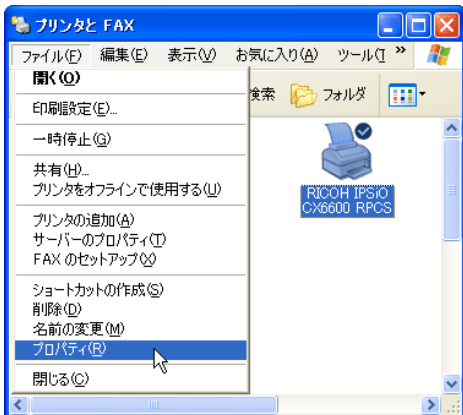 プリンタと FAX
ファイル(F) 編集(E) 表示(V) お気に入り(A) ツール(T »
開く(O)
検索 フォルダ
印刷設定(E)...
一時停止(G)
共有(H)...
プリンタをオフラインで使用する(U)
RICOH IPSiO
CX6600 RPCS
プリンタの追加(A)
サーバーのプロパティ(T)
FAX のセットアップ(X)
ショートカットの作成(S)
削除(D)
名前の変更(M)
プロパティ(R)
閉じる(C)